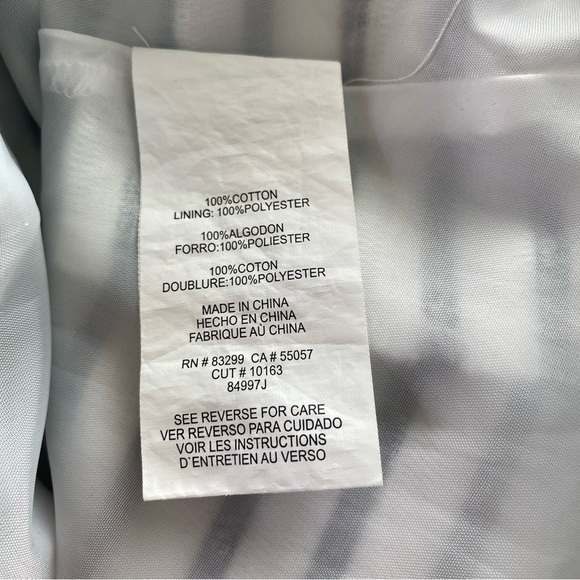 100%COTTON
LINING: 100%POLYESTER
100%ALGODON
FORRO:100%POLIESTER
100%COTON
DOUBLURE:100%POLYESTER
MADE IN CHINA
HECHO EN CHINA
FABRIQUE AÙ CHINA
RN # 83299 CA # 55057
CUT # 10163
84997J
SEE REVERSE FOR CARE
VER REVERSO PARA CUIDADO
VOIR LES INSTRUCTIONS
D`ENTRETIEN AU VERSO